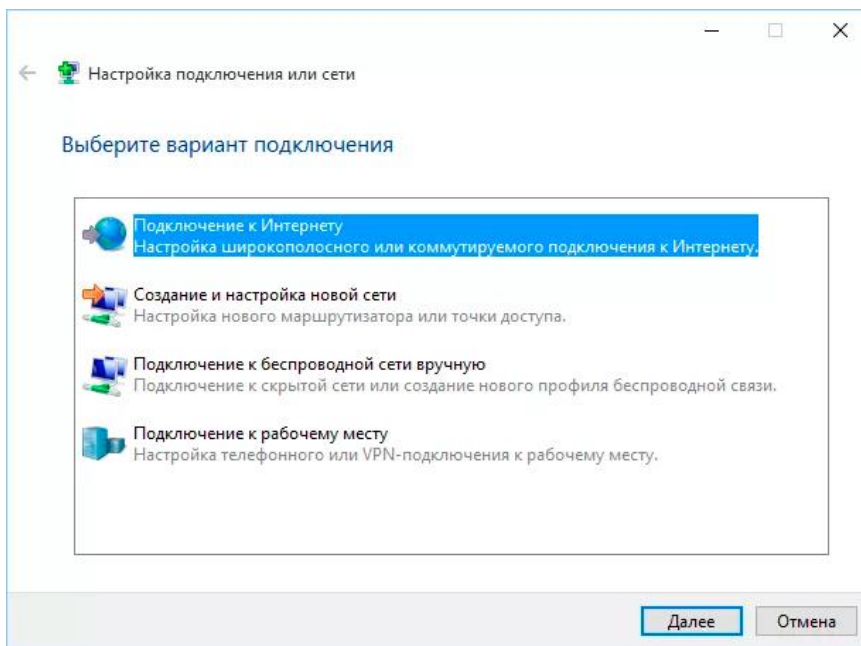 Настройка подключения или сети
Выберите вариант подключения
Подключение к Интернету
Настройка широкополосного или коммутируемого подключения к Интернету.
Создание и настройка новой сети
Настройка нового маршрутизатора или точки доступа.
Подключение к беспроводной сети вручную
Подключение к скрытой сети или создание нового профиля беспроводной связи.
Подключение к рабочему месту
Настройка телефонного или VPN-подключения к рабочему месту.
Далее
Отмена